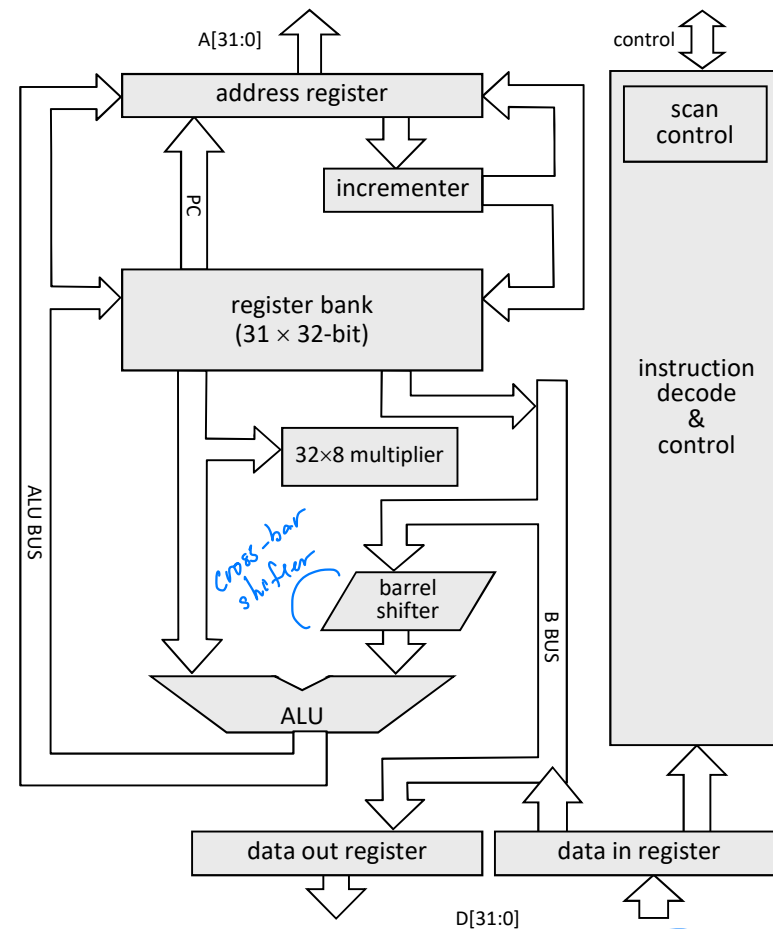 A[31:0]
control
address register
scan
control
incrementer
PC
register bank
(31 × 32-bit)
instruction
decode
&
control
32×8 multiplier
ALU BUS
cross-bar
shifter
barrel
shifter
B BUS
ALU
data out register
data in register
D[31:0]